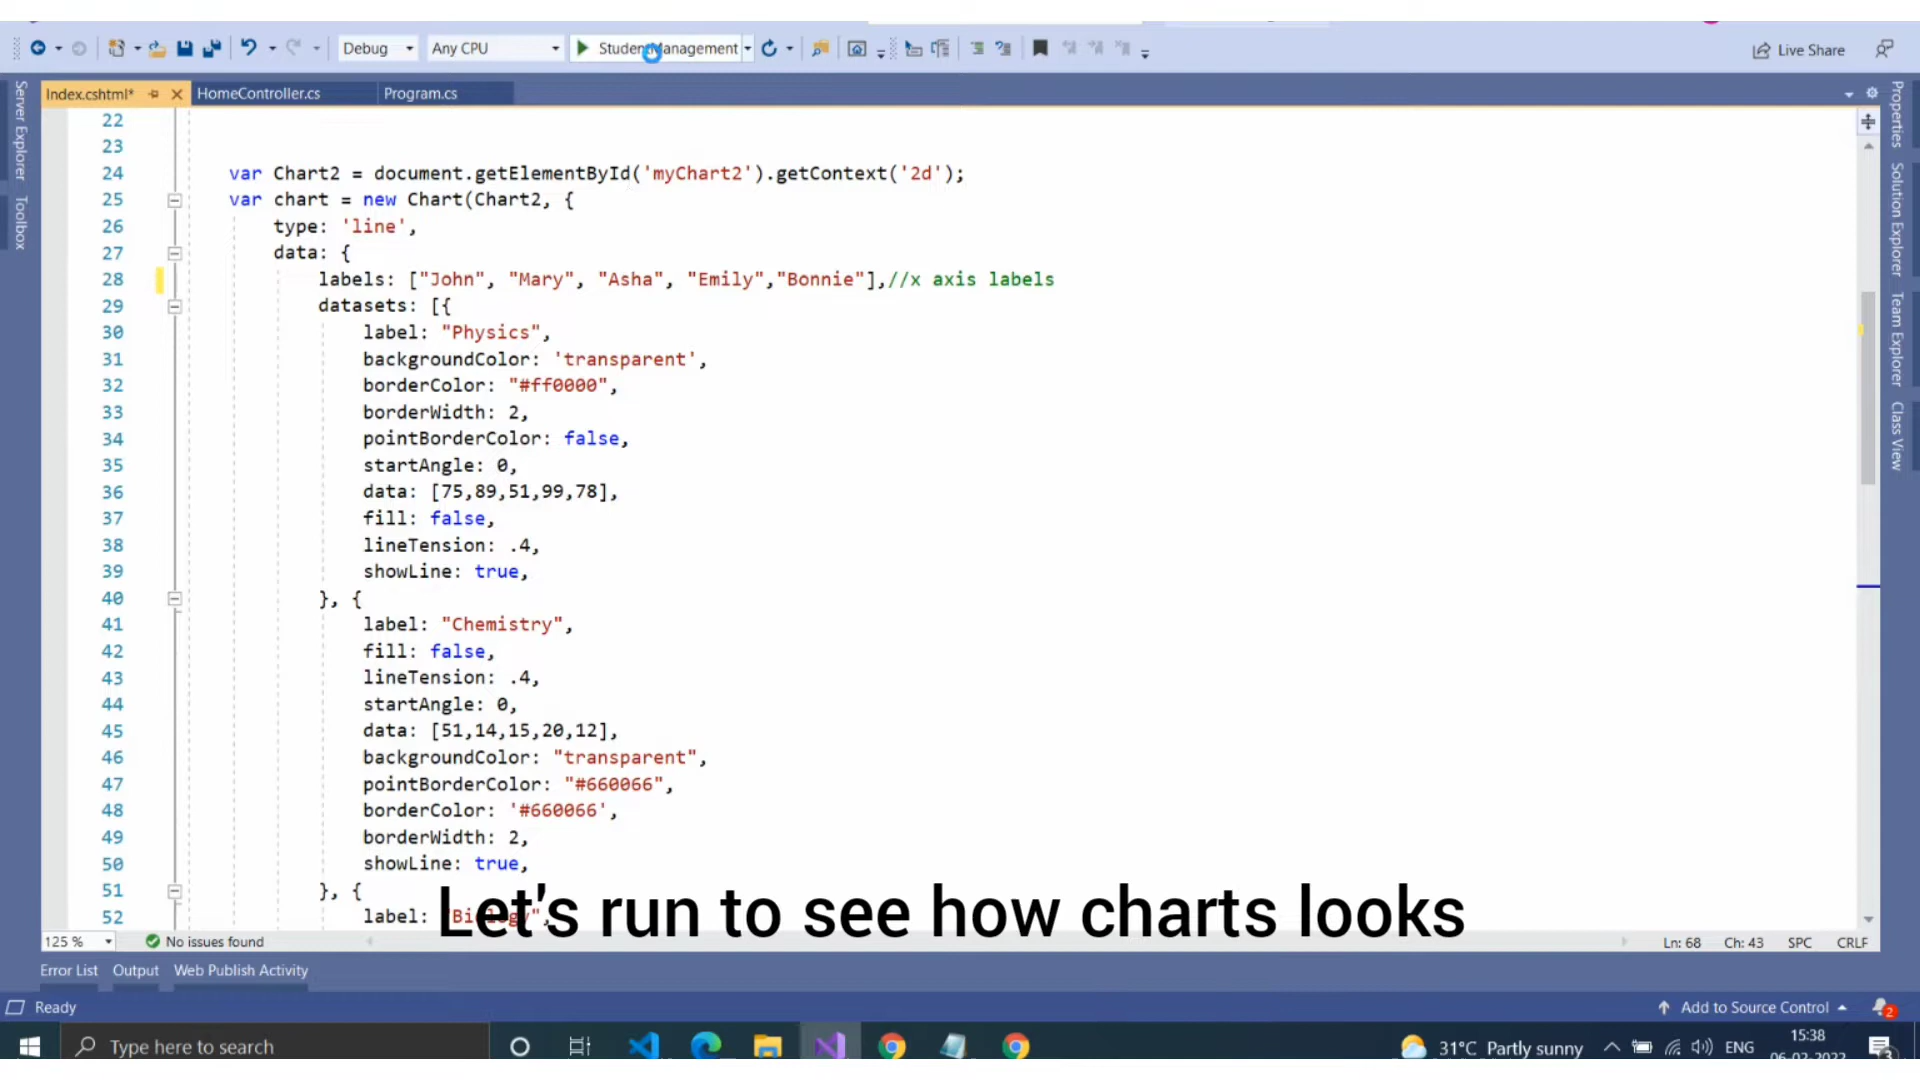 Debug Any CPU StudentManagement Live Share
Index.cshtml* HomeController.cs Program.cs
Server Explorer
Toolbox
22
23
24 var Chart2 = document.getElementById('myChart2').getContext('2d');
25 var chart = new Chart(Chart2, {
26 type: 'line',
27 data: {
28 labels: ["John", "Mary", "Asha", "Emily","Bonnie"],//x axis labels
29 datasets: [{
30 label: "Physics",
31 backgroundColor: 'transparent',
32 borderColor: "#ff0000",
33 borderWidth: 2,
34 pointBorderColor: false,
35 startAngle: 0,
36 data: [75,89,51,99,78],
37 fill: false,
38 lineTension: .4,
39 showLine: true,
40 }, {
41 label: "Chemistry",
42 fill: false,
43 lineTension: .4,
44 startAngle: 0,
45 data: [51,14,15,20,12],
46 backgroundColor: "transparent",
47 pointBorderColor: "#660066",
48 borderColor: '#660066',
49 borderWidth: 2,
50 showLine: true,
51 }, {
52 label: "Biology",
Let's run to see how charts looks
Properties
Solution Explorer
Team Explorer
Class View
125 % No issues found Ln: 68 Ch: 43 SPC CRLF
Error List Output Web Publish Activity
Ready Add to Source Control 2
Type here to search 31°C Partly sunny ENG 15:38
06-02-2022 3